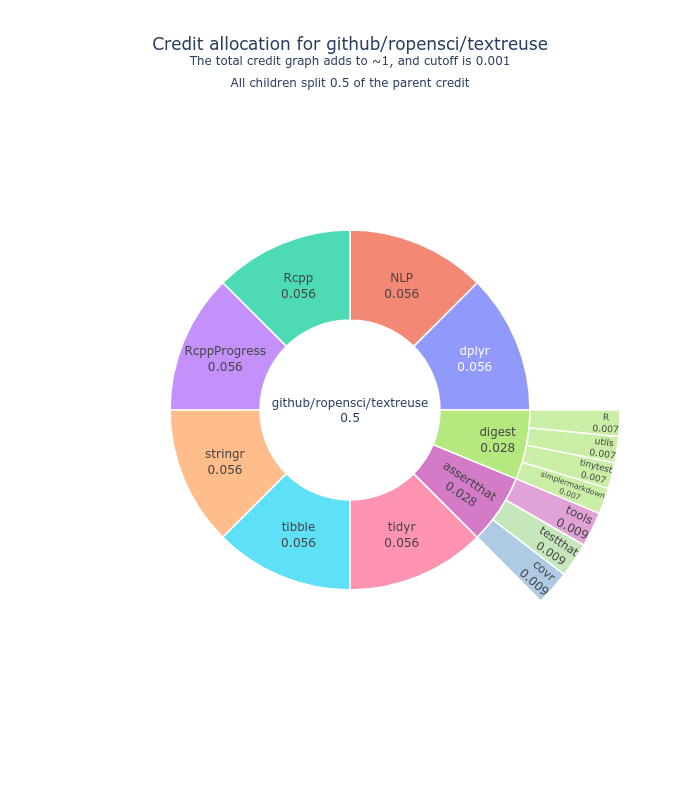 Credit allocation for github/ropensci/textreuse
The total credit graph adds to ~1, and cutoff is 0.001
All children split 0.5 of the parent credit
Rcpp
0.056
NLP
0.056
RcppProgress
0.056
dplyr
0.056
github/ropensci/textreuse
0.5
stringr
0.056
digest
0.028
assertthat
0.028
tibble
0.056
tidyr
0.056
R
0.007
utils
0.007
tinytest
0.007
simplermarkdown
0.007
tools
0.009
testthat
0.009
covr
0.009